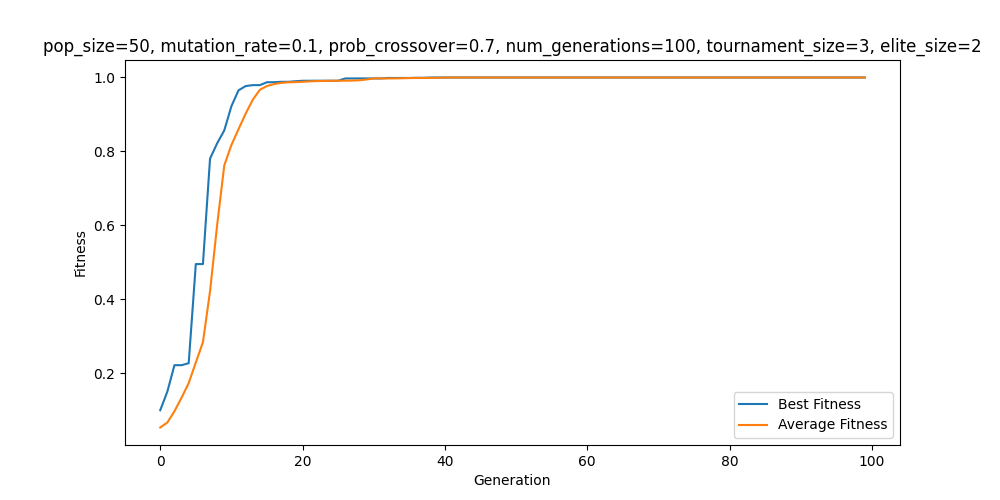 pop_size=50, mutation_rate=0.1, prob_crossover=0.7, num_generations=100, tournament_size=3, elite_size=2
1.0
0.8
0.6
0.4
0.2
Fitness
Best Fitness
Average Fitness
0 20 40 60 80 100
Generation